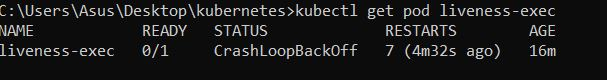 C:\Users\Asus\Desktop\kubernetes>kubectl get pod liveness-exec
NAME READY STATUS RESTARTS AGE
liveness-exec 0/1 CrashLoopBackOff 7 (4m32s ago) 16m